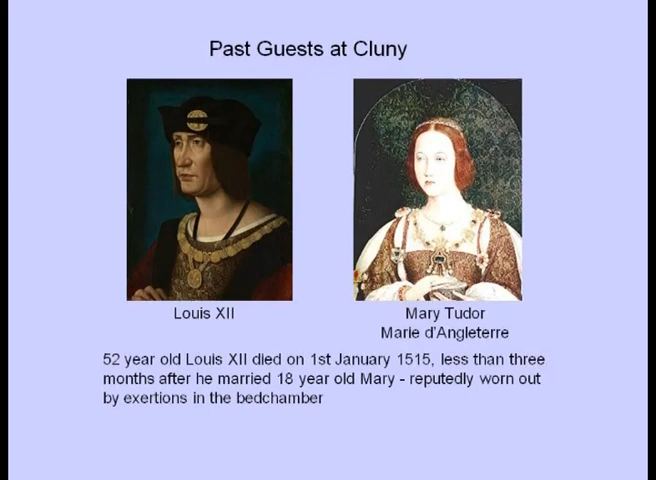 Past Guests at Cluny
Louis XII
Mary Tudor
Marie d'Angleterre
52 year old Louis XII died on 1st January 1515, less than three
months after he married 18 year old Mary - reputedly worn out
by exertions in the bedchamber